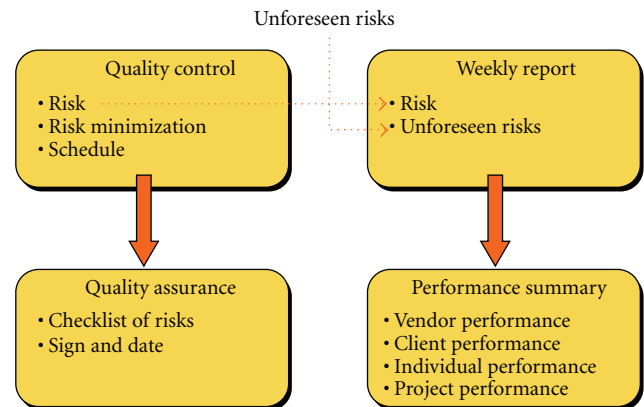 Unforeseen risks
Quality control
• Risk
• Risk minimization
• Schedule
Weekly report
• Risk
• Unforeseen risks
Quality assurance
• Checklist of risks
• Sign and date
Performance summary
• Vendor performance
• Client performance
• Individual performance
• Project performance